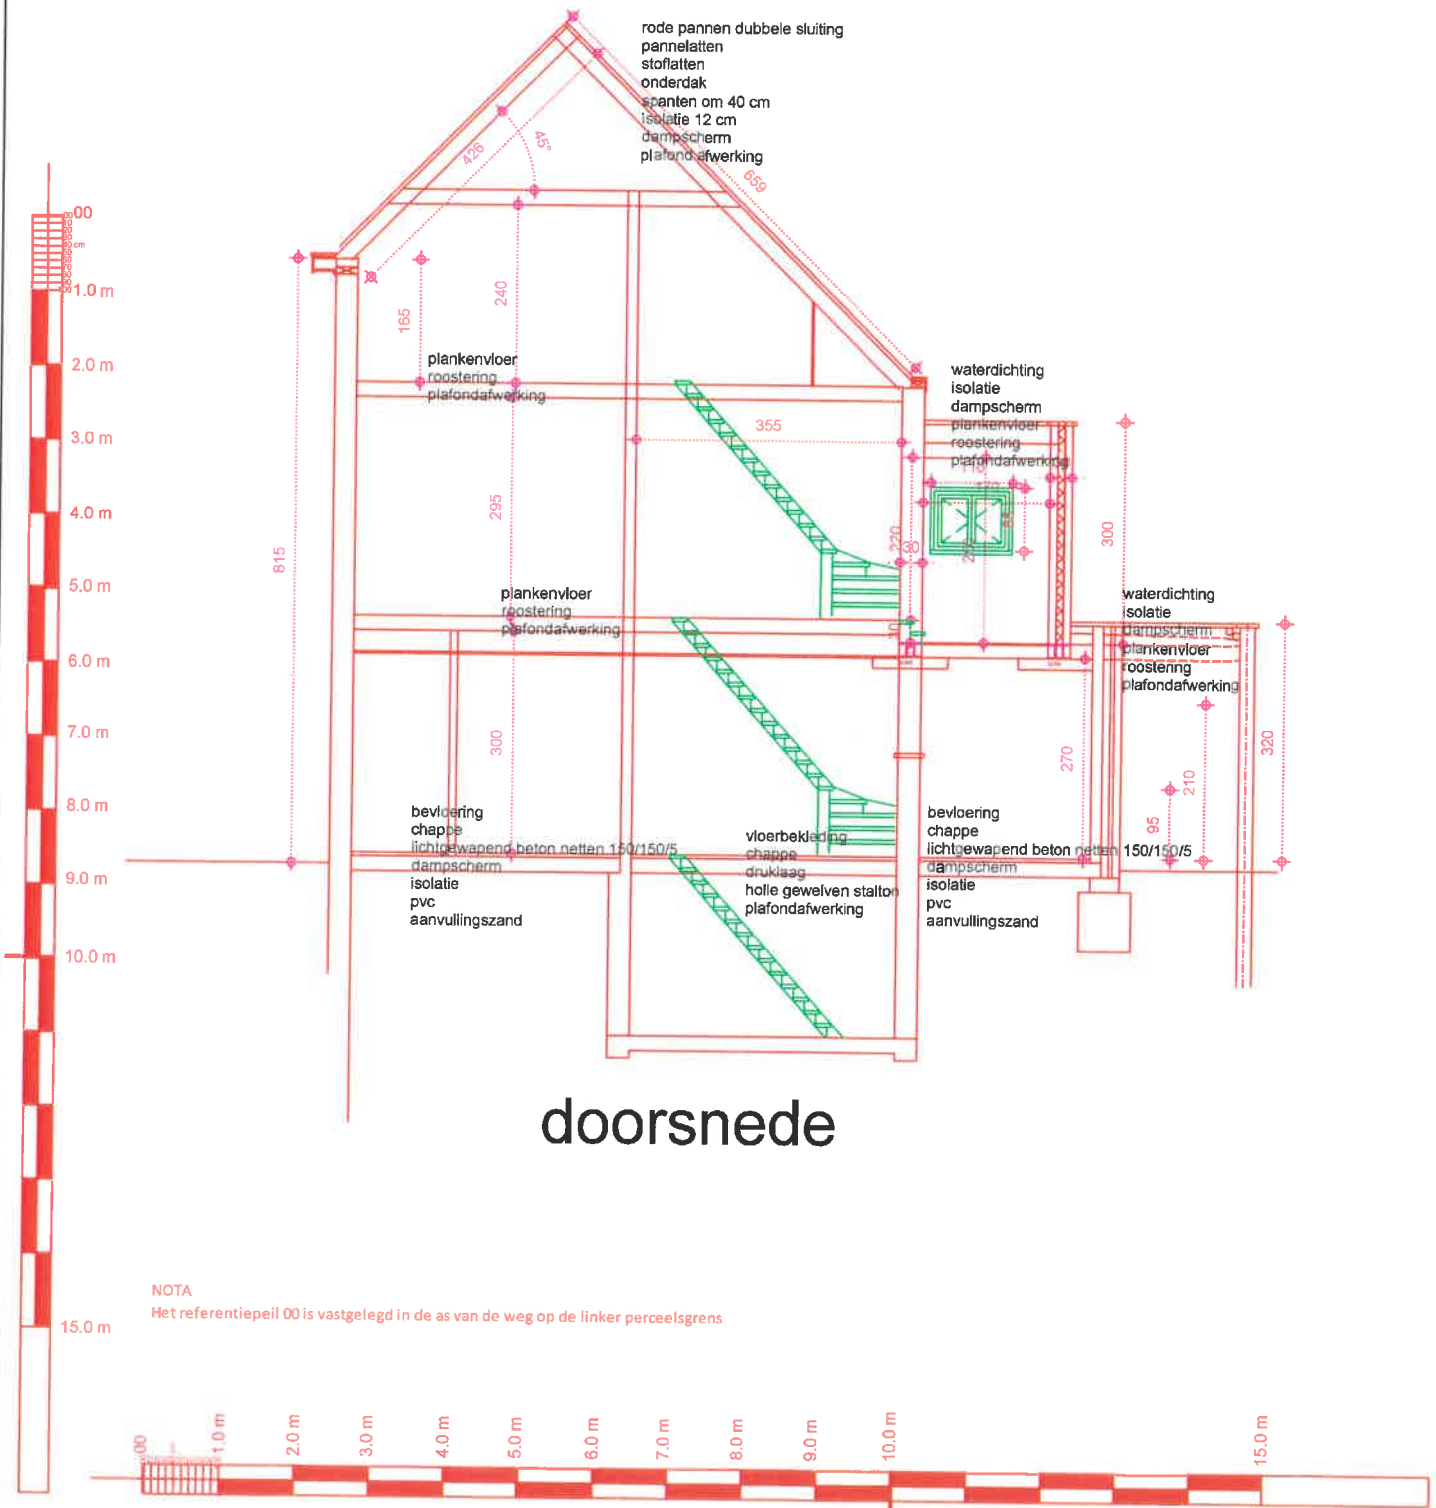 rode pannen dubbele sluiting
pannelatten
stoflatten
onderdak
spanten om 40 cm
isolatie 12 cm
dampscherm
plafond afwerking
45°
426
659
00
1.0 m
2.0 m
3.0 m
4.0 m
5.0 m
6.0 m
7.0 m
8.0 m
9.0 m
10.0 m
15.0 m
240
165
plankenvloer
roostering
plafondafwerking
waterdichting
isolatie
dampscherm
plankenvloer
roostering
plafondafwerking
355
295
815
220
30
300
plankenvloer
roostering
plafondafwerking
waterdichting
isolatie
dampscherm
plankenvloer
roostering
plafondafwerking
300
270
210
320
95
bevloering
chappe
lichtgewapend beton netten 150/150/5
dampscherm
isolatie
pvc
aanvullingszand
vloerbekleding
chappe
druklaag
holle gewelven stalton
plafondafwerking
bevloering
chappe
lichtgewapend beton netten 150/150/5
dampscherm
isolatie
pvc
aanvullingszand
doorsnede
NOTA
Het referentiepeil 00 is vastgelegd in de as van de weg op de linker perceelsgrens
00
1.0 m
2.0 m
3.0 m
4.0 m
5.0 m
6.0 m
7.0 m
8.0 m
9.0 m
10.0 m
15.0 m